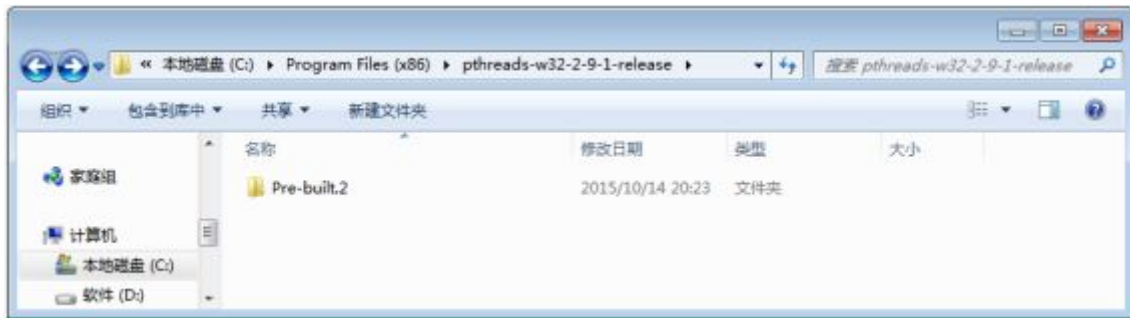 « 本地磁盘 (C:) ▸ Program Files (x86) ▸ pthreads-w32-2-9-1-release ▸
搜索 pthreads-w32-2-9-1-release
组织 包含到库中 共享 新建文件夹
名称 修改日期 类型 大小
家庭组
Pre-built.2 2015/10/14 20:23 文件夹
计算机
本地磁盘 (C:)
软件 (D:)